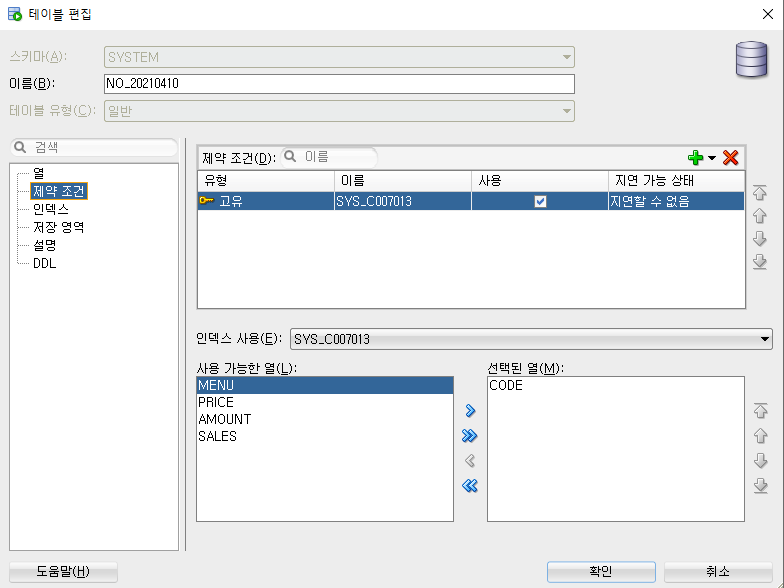 테이블 편집
스키마(A): SYSTEM
이름(B): NO_20210410
테이블 유형(C): 일반
검색
열
제약 조건
인덱스
저장 영역
설명
DDL
제약 조건(D): 이름
유형 이름 사용 지연 가능 상태
고유 SYS_C007013 지연할 수 없음
인덱스 사용(E): SYS_C007013
사용 가능한 열(L): 선택된 열(M):
MENU CODE
PRICE
AMOUNT
SALES
도움말(H) 확인 취소